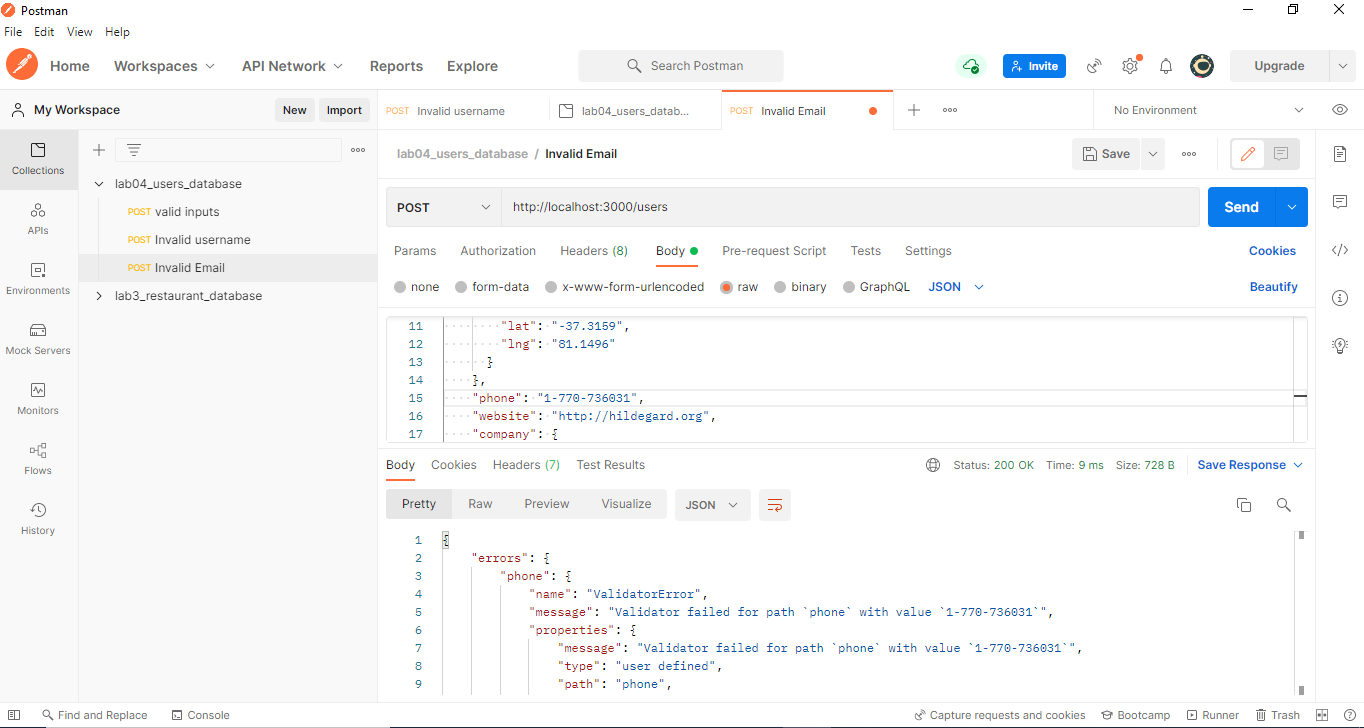 Postman
File Edit View Help
Home Workspaces API Network Reports Explore Search Postman Invite Upgrade
My Workspace New Import
POST Invalid username lab04_users_datab... POST Invalid Email No Environment
Collections
APIs
Environments
Mock Servers
Monitors
Flows
History
lab04_users_database
POST valid inputs
POST Invalid username
POST Invalid Email
lab3_restaurant_database
lab04_users_database / Invalid Email Save
POST http://localhost:3000/users Send
Params Authorization Headers (8) Body Pre-request Script Tests Settings Cookies
none form-data x-www-form-urlencoded raw binary GraphQL JSON Beautify
11 "lat": "-37.3159",
12 "lng": "81.1496"
13 }
14 },
15 "phone": "1-770-736031",
16 "website": "http://hildegard.org",
17 "company": {
Body Cookies Headers (7) Test Results Status: 200 OK Time: 9 ms Size: 728 B Save Response
Pretty Raw Preview Visualize JSON
1 {
2 "errors": {
3 "phone": {
4 "name": "ValidatorError",
5 "message": "Validator failed for path `phone` with value `1-770-736031`",
6 "properties": {
7 "message": "Validator failed for path `phone` with value `1-770-736031`",
8 "type": "user defined",
9 "path": "phone",
Find and Replace Console Capture requests and cookies Bootcamp Runner Trash